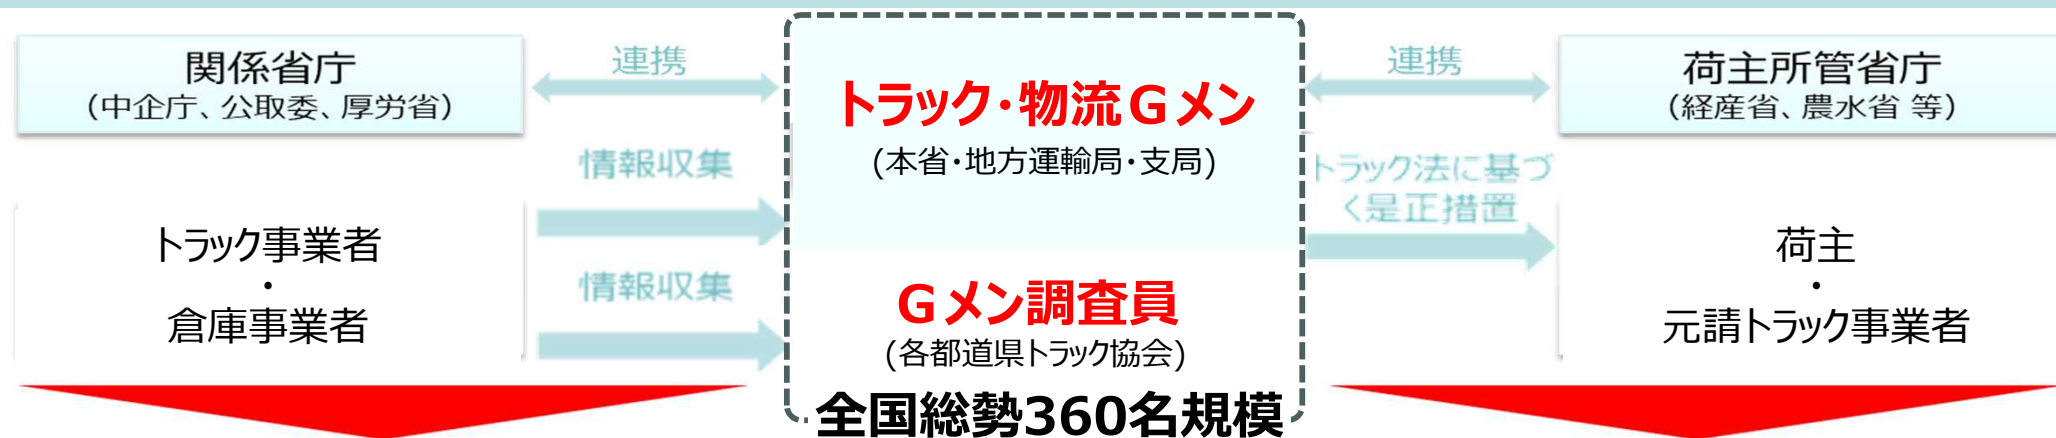 関係省庁
（中企庁、公取委、厚労省）
連携
トラック・物流Ｇメン
(本省・地方運輸局・支局)
連携
荷主所管省庁
（経産省、農水省 等）
情報収集
トラック法に基づ
く是正措置
トラック事業者
・
倉庫事業者
情報収集
Ｇメン調査員
(各都道県トラック協会)
全国総勢360名規模
荷主
・
元請トラック事業者